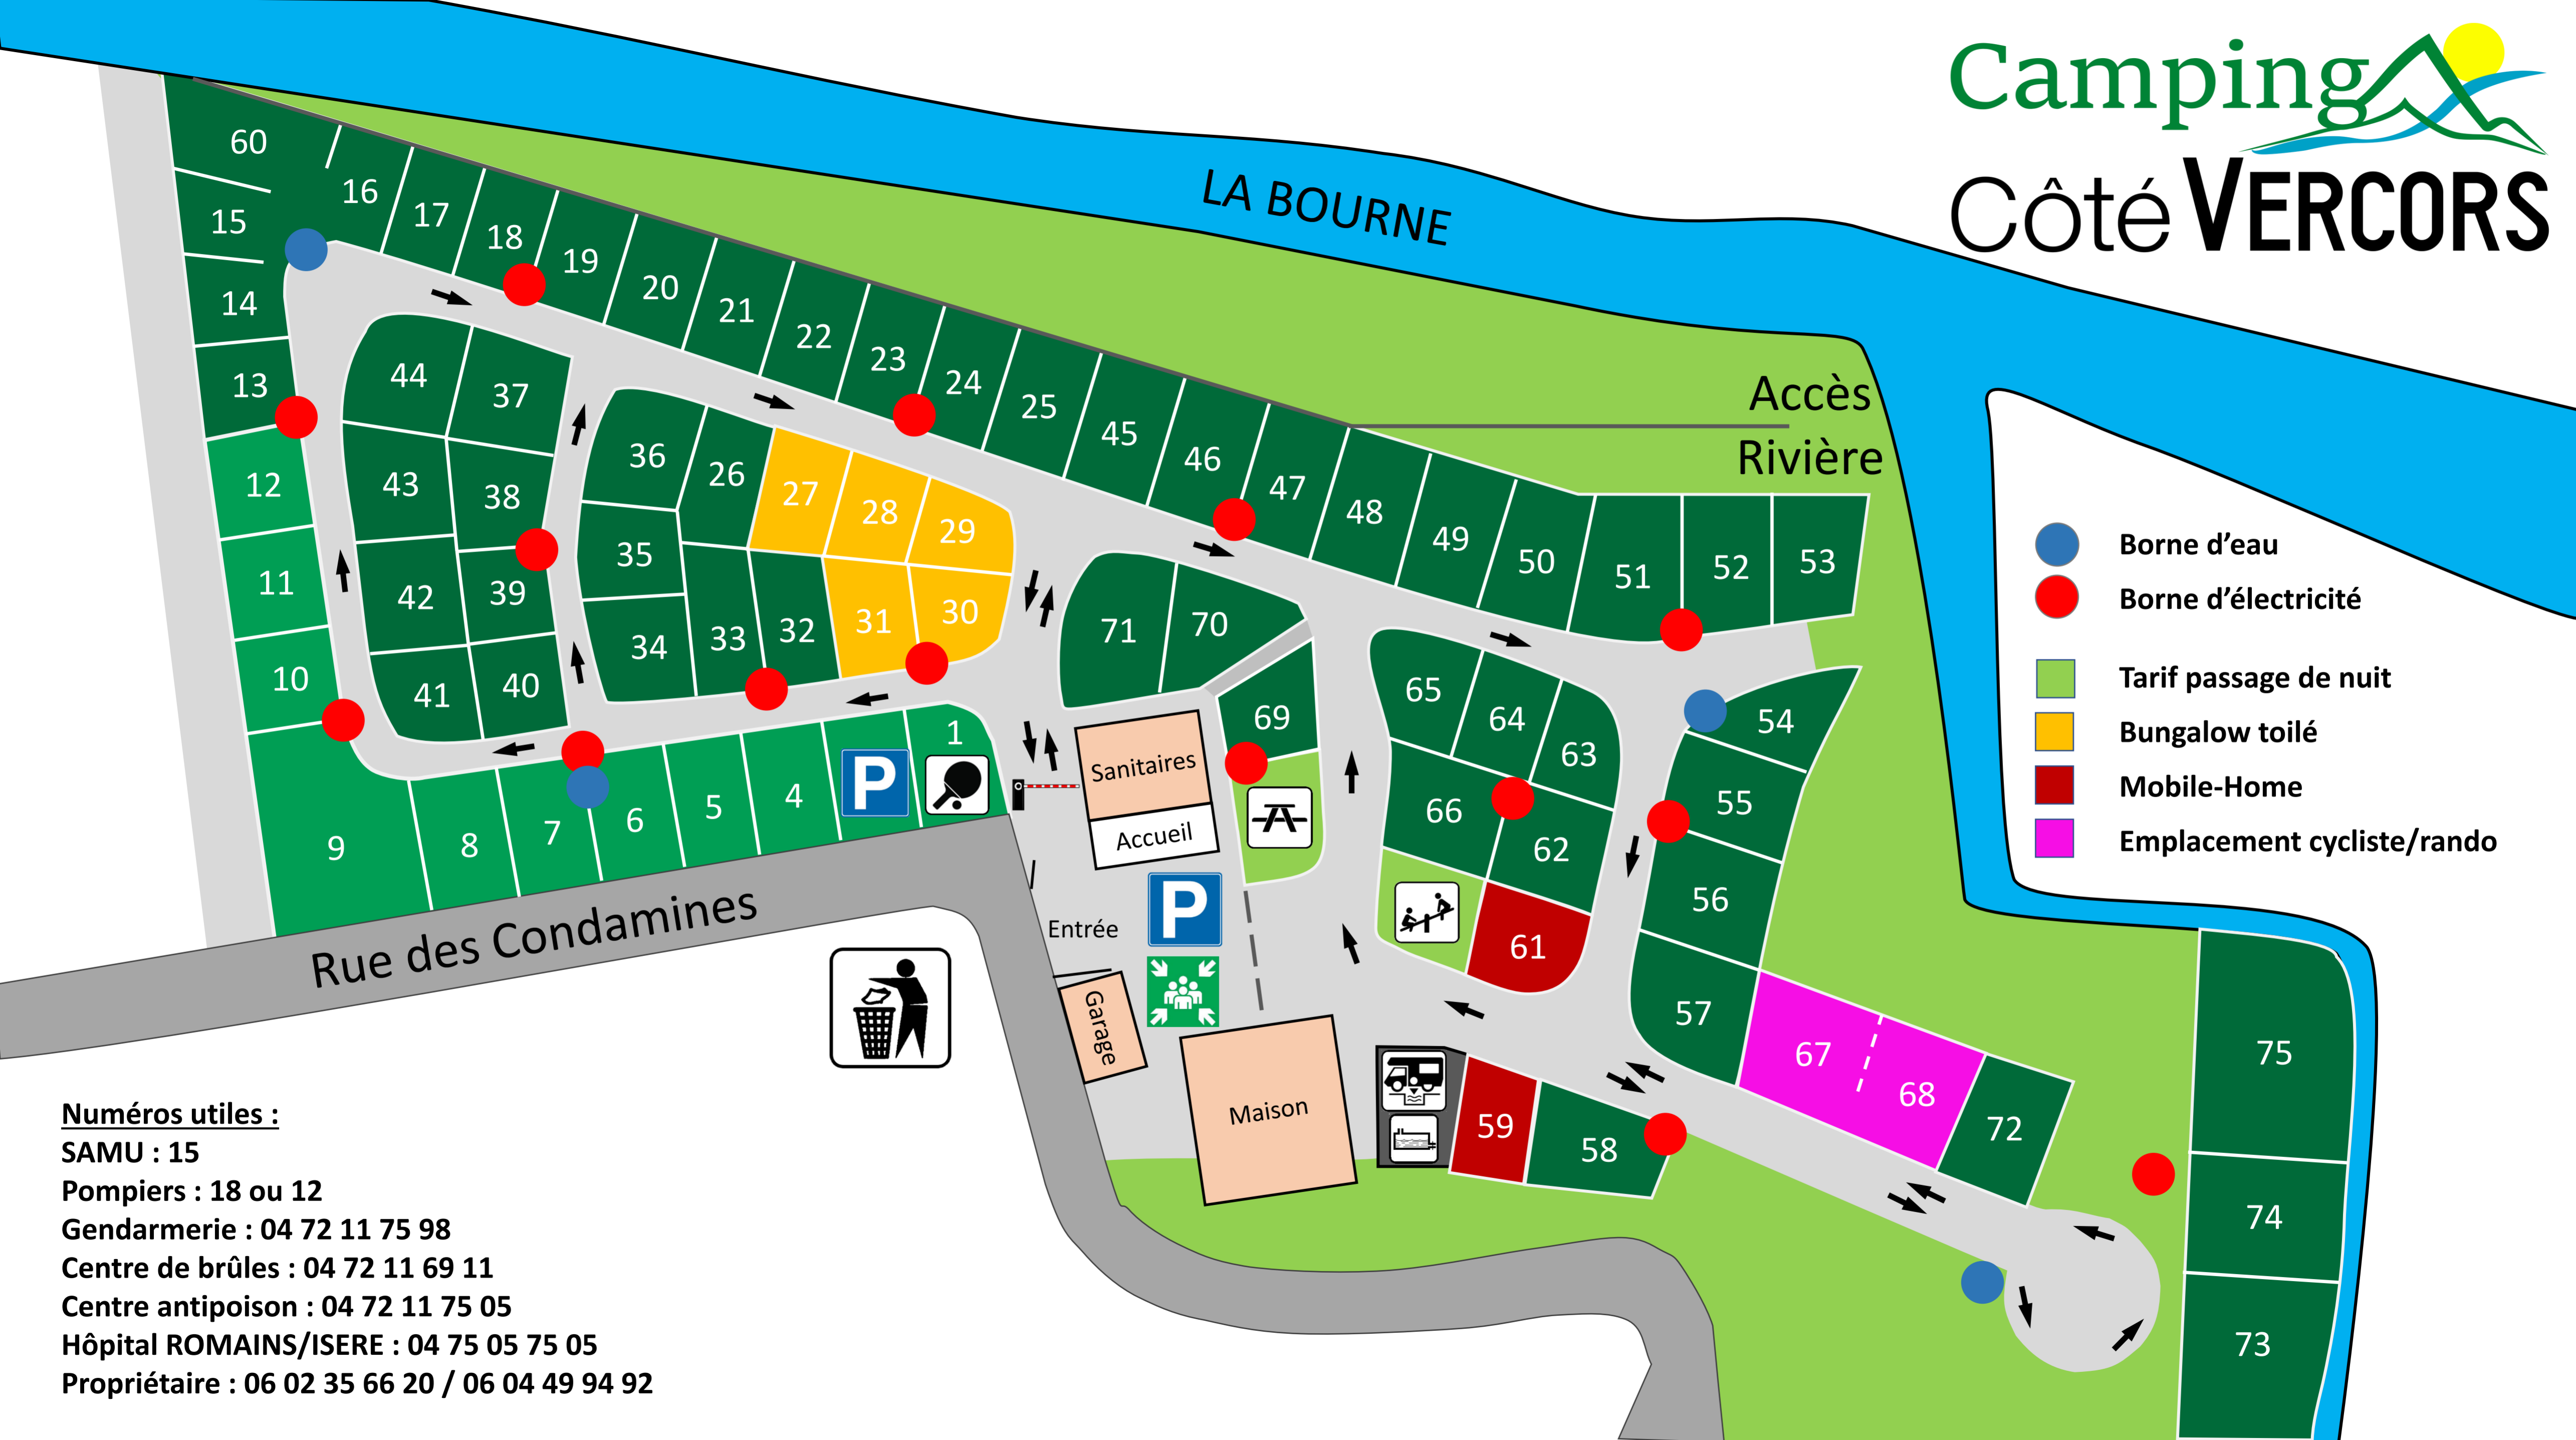 Camping
Côté VERCORS
LA BOURNE
Accès
Rivière
60
16
15
17
18
14
19
20
13
21
22
23
24
25
45
46
47
48
49
50
51
52
53
44
37
36
26
27
28
29
12
43
38
35
11
42
39
34
33
32
31
30
10
41
40
71
70
69
65
64
63
54
66
62
55
56
61
57
1
P
4
5
6
7
8
9
Sanitaires
Accueil
P
Entrée
Garage
Maison
Rue des Condamines
59
58
67
68
72
75
74
73
Borne d’eau
Borne d’électricité
Tarif passage de nuit
Bungalow toilé
Mobile-Home
Emplacement cycliste/rando
Numéros utiles :
SAMU : 15
Pompiers : 18 ou 12
Gendarmerie : 04 72 11 75 98
Centre de brûles : 04 72 11 69 11
Centre antipoison : 04 72 11 75 05
Hôpital ROMAINS/ISERE : 04 75 05 75 05
Propriétaire : 06 02 35 66 20 / 06 04 49 94 92